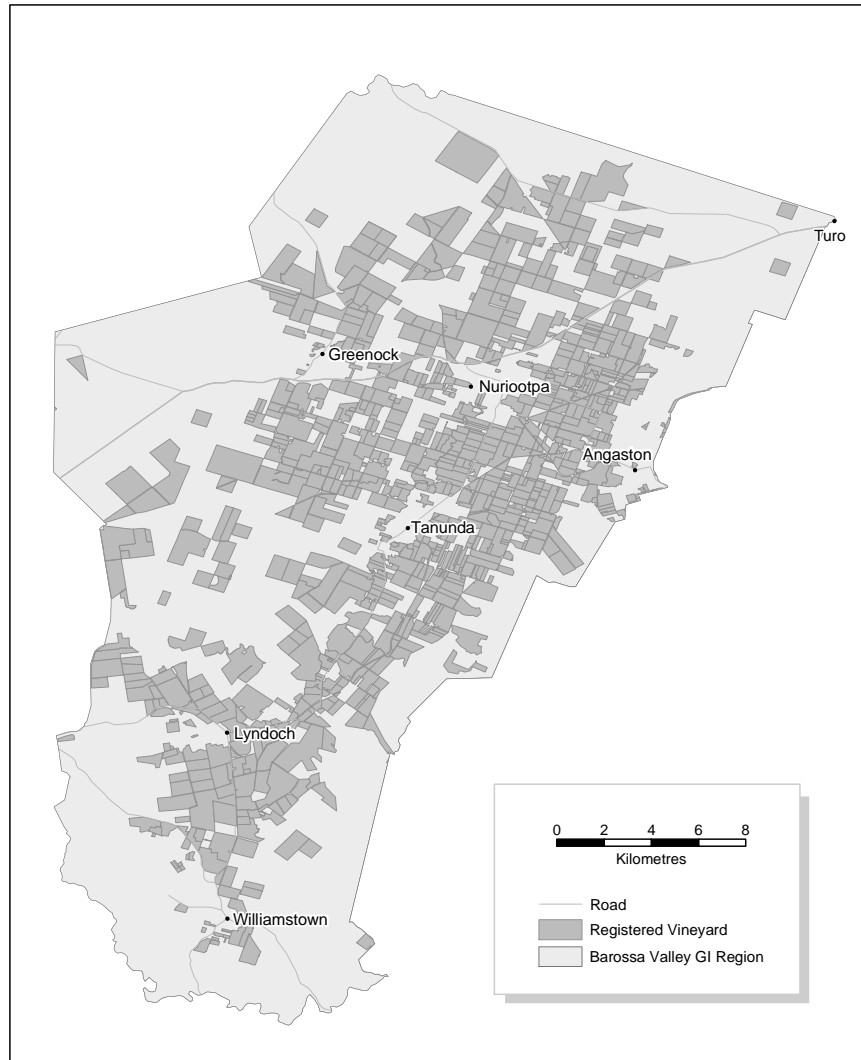 Turo
Greenock
Nuriootpa
Angaston
Tanunda
Lyndoch
Williamstown
0 2 4 6 8
Kilometres
Road
Registered Vineyard
Barossa Valley GI Region